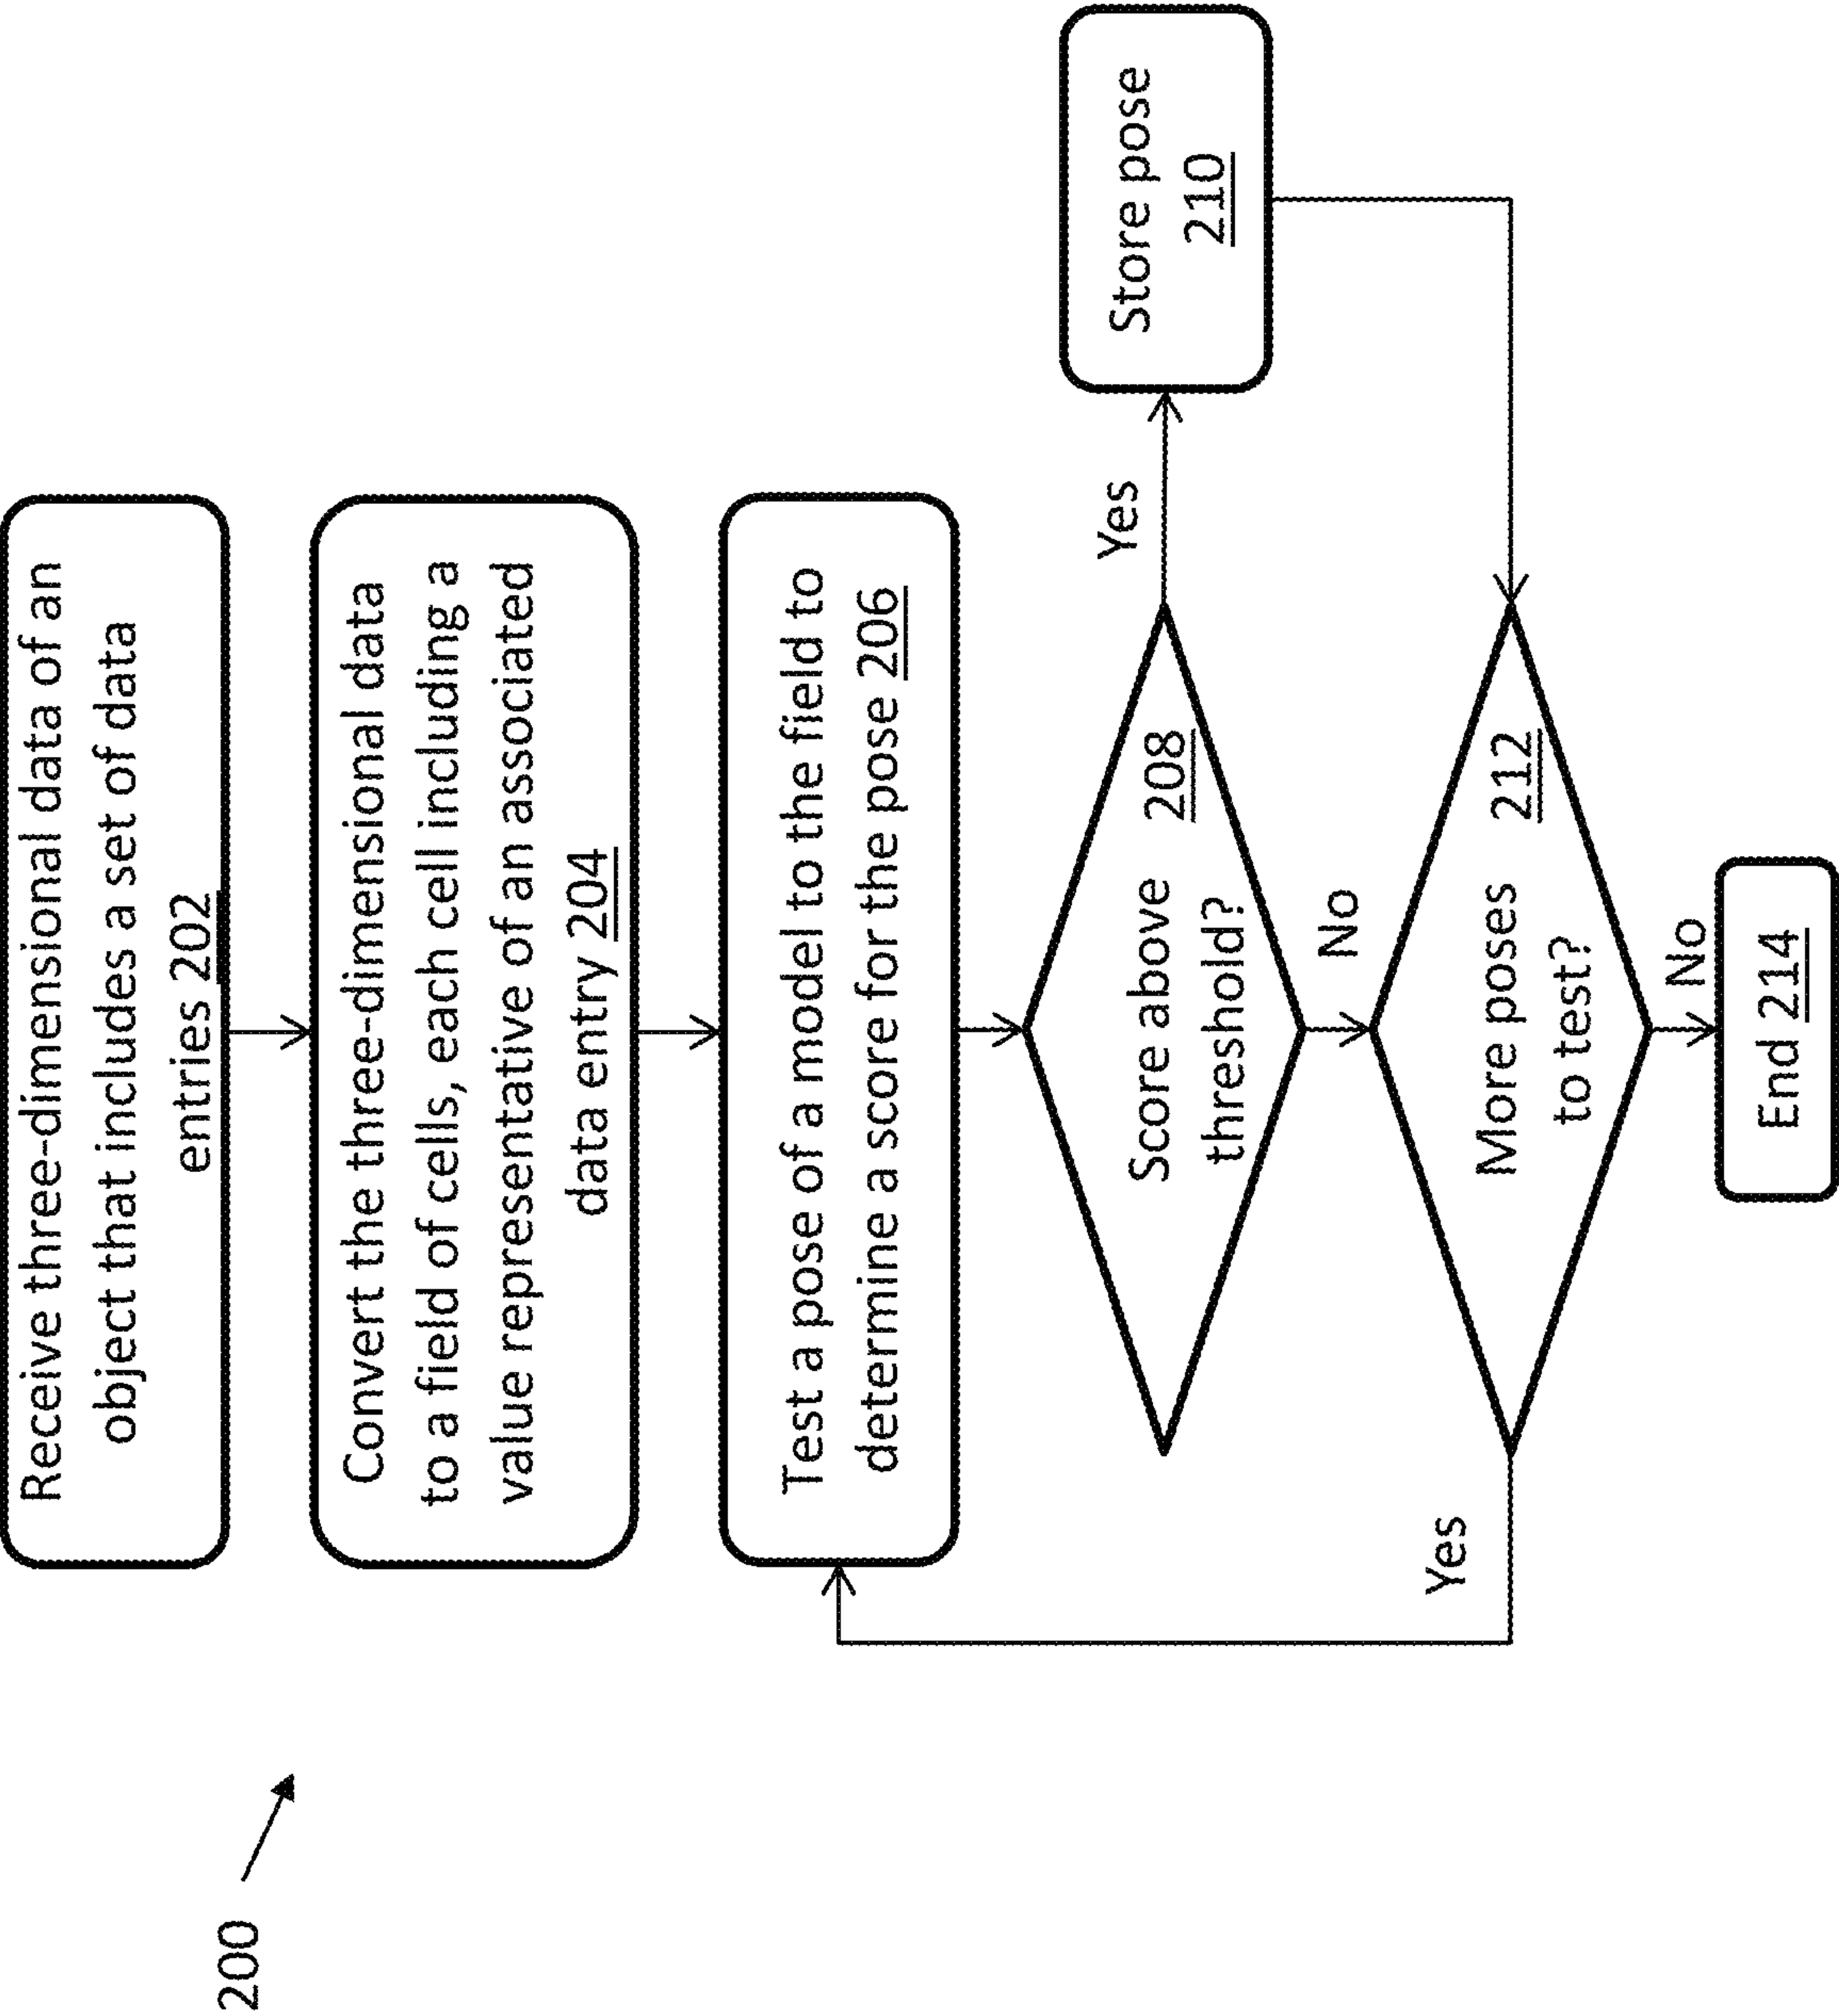 200
Receive three-dimensional data of an
object that includes a set of data
entries 202
Convert the three-dimensional data
to a field of cells, each cell including a
value representative of an associated
data entry 204
Test a pose of a model to the field to
determine a score for the pose 206
Score above
threshold?
208
Yes
Store pose
210
No
More poses
to test?
212
Yes
No
End 214